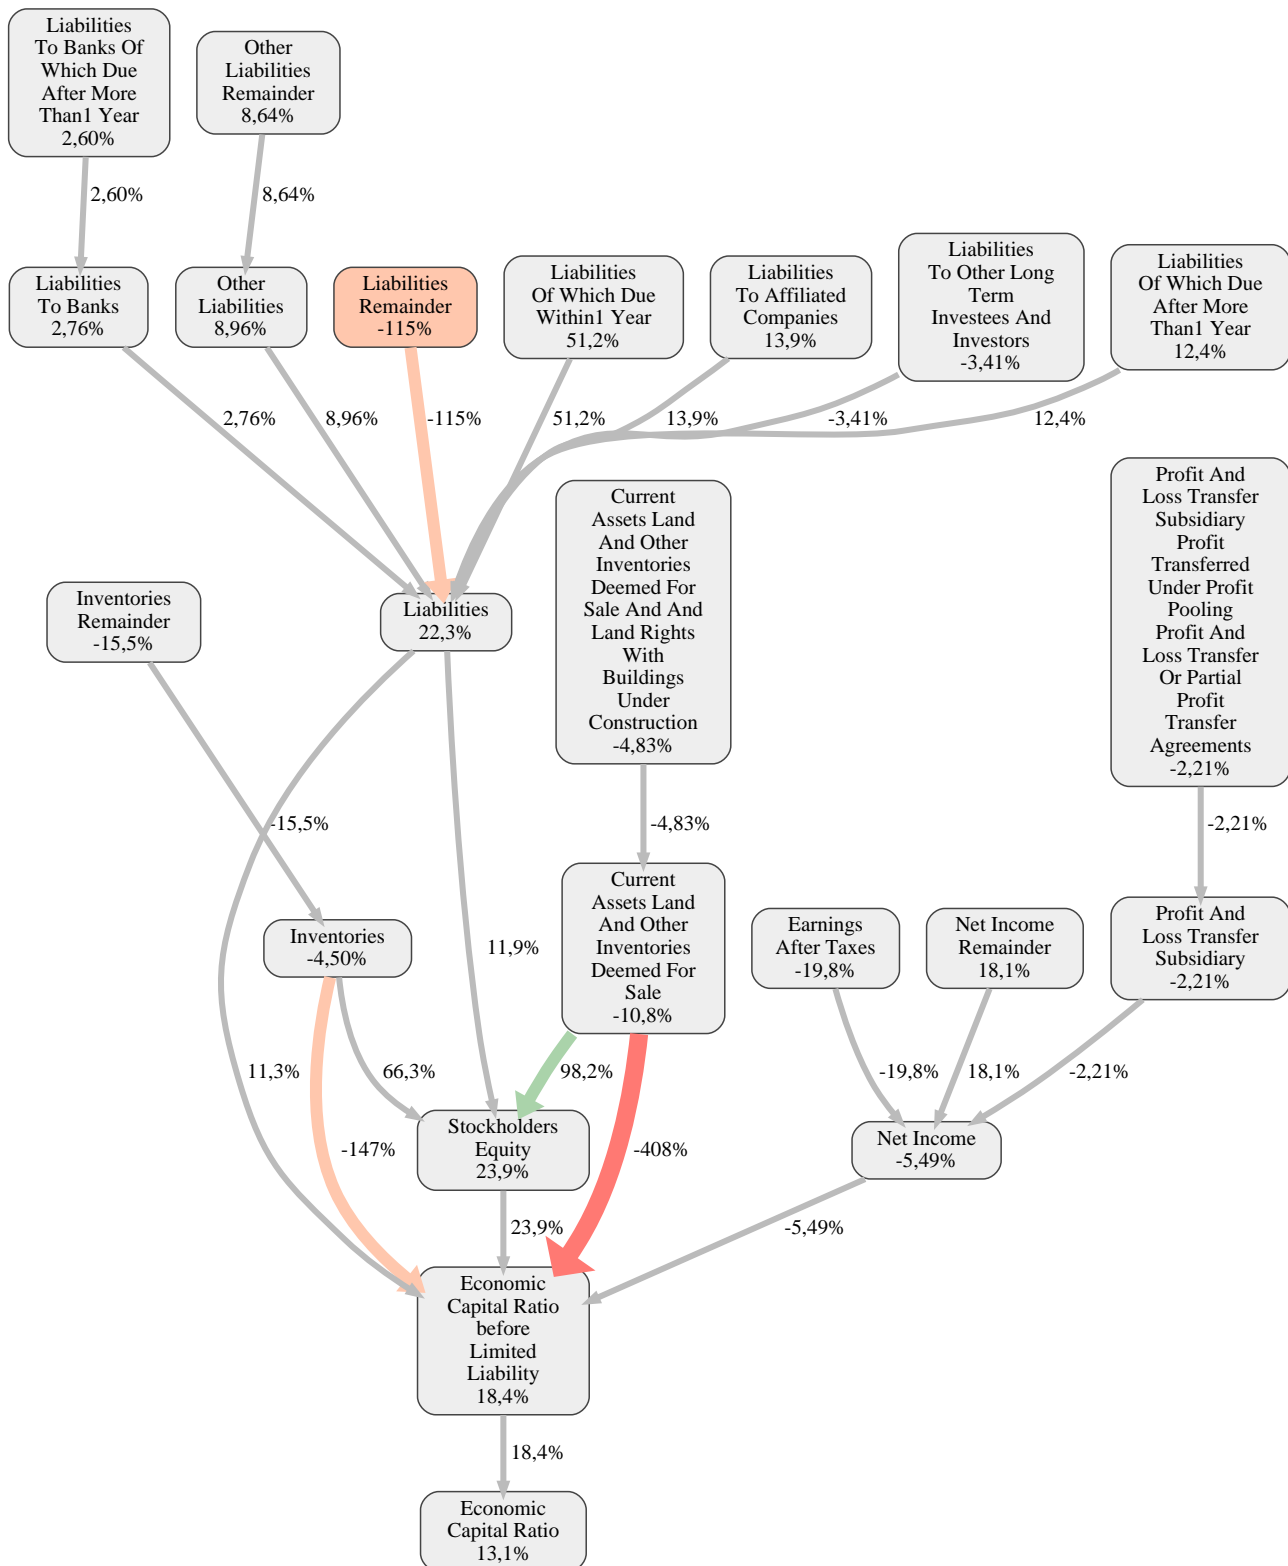 Liabilities
To Banks Of
Which Due
After More
Than1 Year
2,60%
Other
Liabilities
Remainder
8,64%
2,60%
8,64%
Liabilities
To Banks
2,76%
Other
Liabilities
8,96%
Liabilities
Remainder
-115%
Liabilities
Of Which Due
Within1 Year
51,2%
Liabilities
To Affiliated
Companies
13,9%
Liabilities
To Other Long
Term
Investees And
Investors
-3,41%
Liabilities
Of Which Due
After More
Than1 Year
12,4%
2,76%
8,96%
-115%
51,2%
13,9%
-3,41%
12,4%
Current
Assets Land
And Other
Inventories
Deemed For
Sale And And
Land Rights
With
Buildings
Under
Construction
-4,83%
Profit And
Loss Transfer
Subsidiary
Profit
Transferred
Under Profit
Pooling
Profit And
Loss Transfer
Or Partial
Profit
Transfer
Agreements
-2,21%
Inventories
Remainder
-15,5%
Liabilities
22,3%
-15,5%
-4,83%
-2,21%
Inventories
-4,50%
11,9%
Current
Assets Land
And Other
Inventories
Deemed For
Sale
-10,8%
Earnings
After Taxes
-19,8%
Net Income
Remainder
18,1%
Profit And
Loss Transfer
Subsidiary
-2,21%
11,3%
66,3%
98,2%
-19,8%
18,1%
-2,21%
-147%
Stockholders
Equity
23,9%
-408%
Net Income
-5,49%
23,9%
-5,49%
Economic
Capital Ratio
before
Limited
Liability
18,4%
18,4%
Economic
Capital Ratio
13,1%